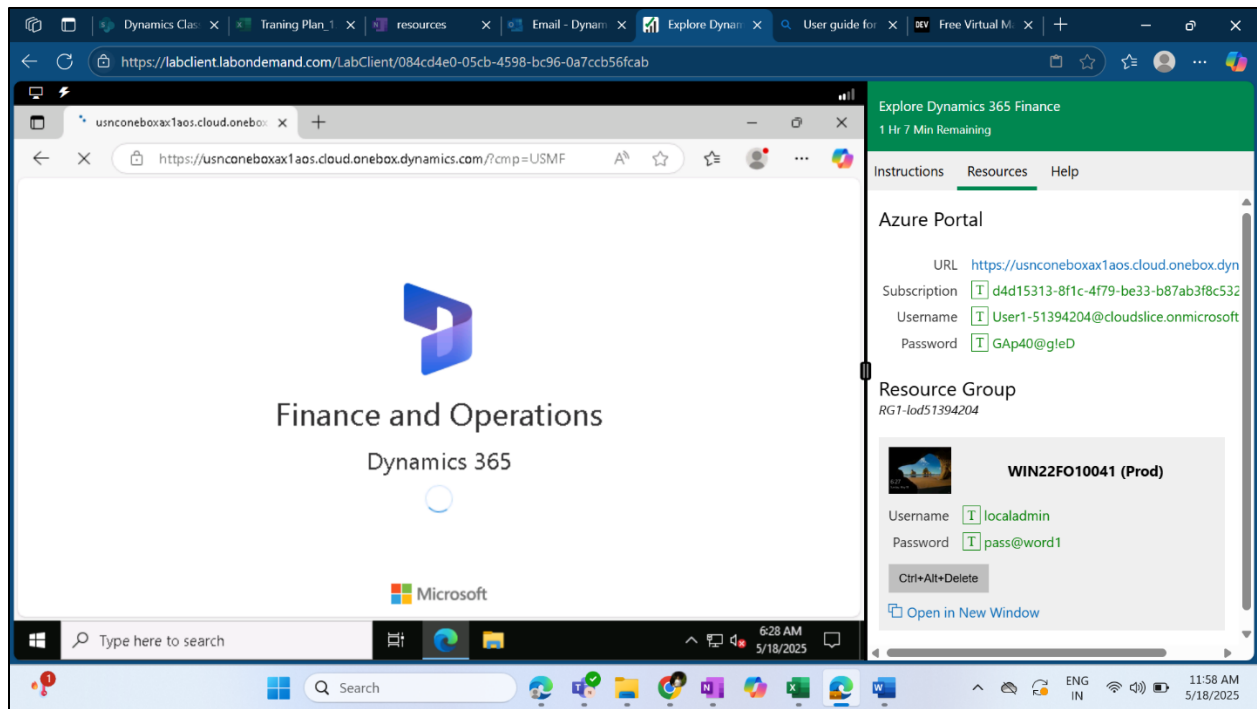 Dynamics Clas
Traning Plan_1
resources
Email - Dynam
Explore Dynam
User guide for
DEV Free Virtual Ma
https://labclient.labondemand.com/LabClient/084cd4e0-05cb-4598-bc96-0a7ccb56fcab
usnconeboxax1aos.cloud.onebox
https://usnconeboxax1aos.cloud.onebox.dynamics.com/?cmp=USMF
Finance and Operations
Dynamics 365
Microsoft
Type here to search
6:28 AM
5/18/2025
Explore Dynamics 365 Finance
1 Hr 7 Min Remaining
Instructions Resources Help
Azure Portal
URL https://usnconeboxax1aos.cloud.onebox.dyn
Subscription T d4d15313-8f1c-4f79-be33-b87ab3f8c532
Username T User1-51394204@cloudslice.onmicrosoft
Password T GAp40@g!eD
Resource Group
RG1-lod51394204
WIN22FO10041 (Prod)
Username T localadmin
Password T pass@word1
Ctrl+Alt+Delete
Open in New Window
1
Search
ENG
IN
11:58 AM
5/18/2025